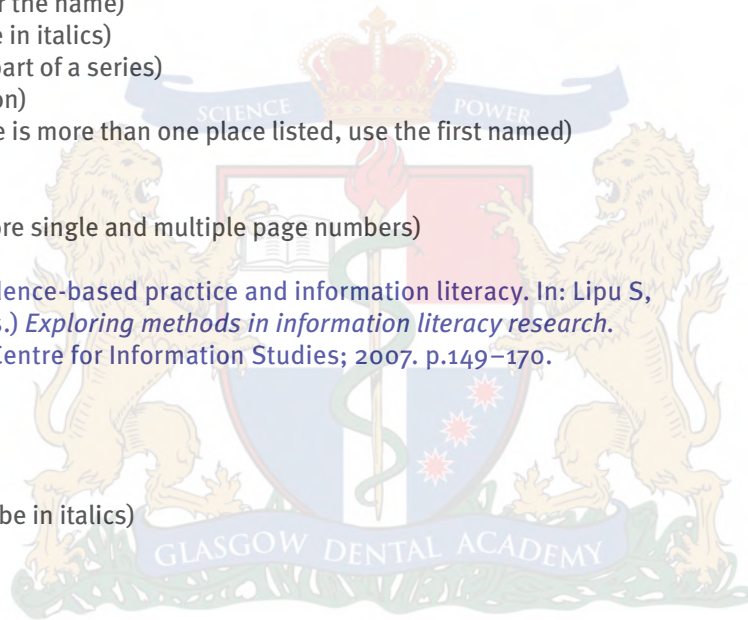 r the name)
e in italics)
part of a series)
on)
SCIENCE POWER
e is more than one place listed, use the first named)
ore single and multiple page numbers)
dence-based practice and information literacy. In: Lipu S,
s.) Exploring methods in information literacy research.
Centre for Information Studies; 2007. p.149–170.
be in italics)
GLASGOW DENTAL ACADEMY